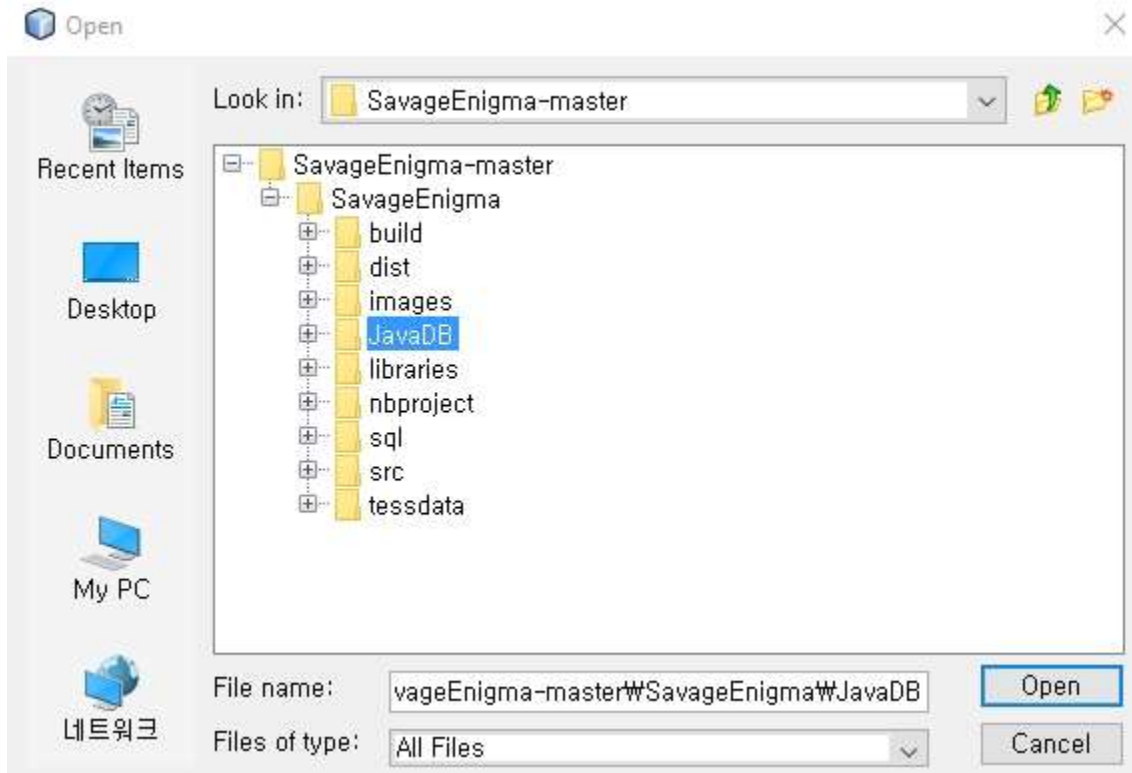 Open
Look in:
SavageEnigma-master
Recent Items
Desktop
Documents
My PC
네트워크
SavageEnigma-master
SavageEnigma
build
dist
images
JavaDB
libraries
nbproject
sql
src
tessdata
File name:
vageEnigma-master₩SavageEnigma₩JavaDB
Open
Files of type:
All Files
Cancel